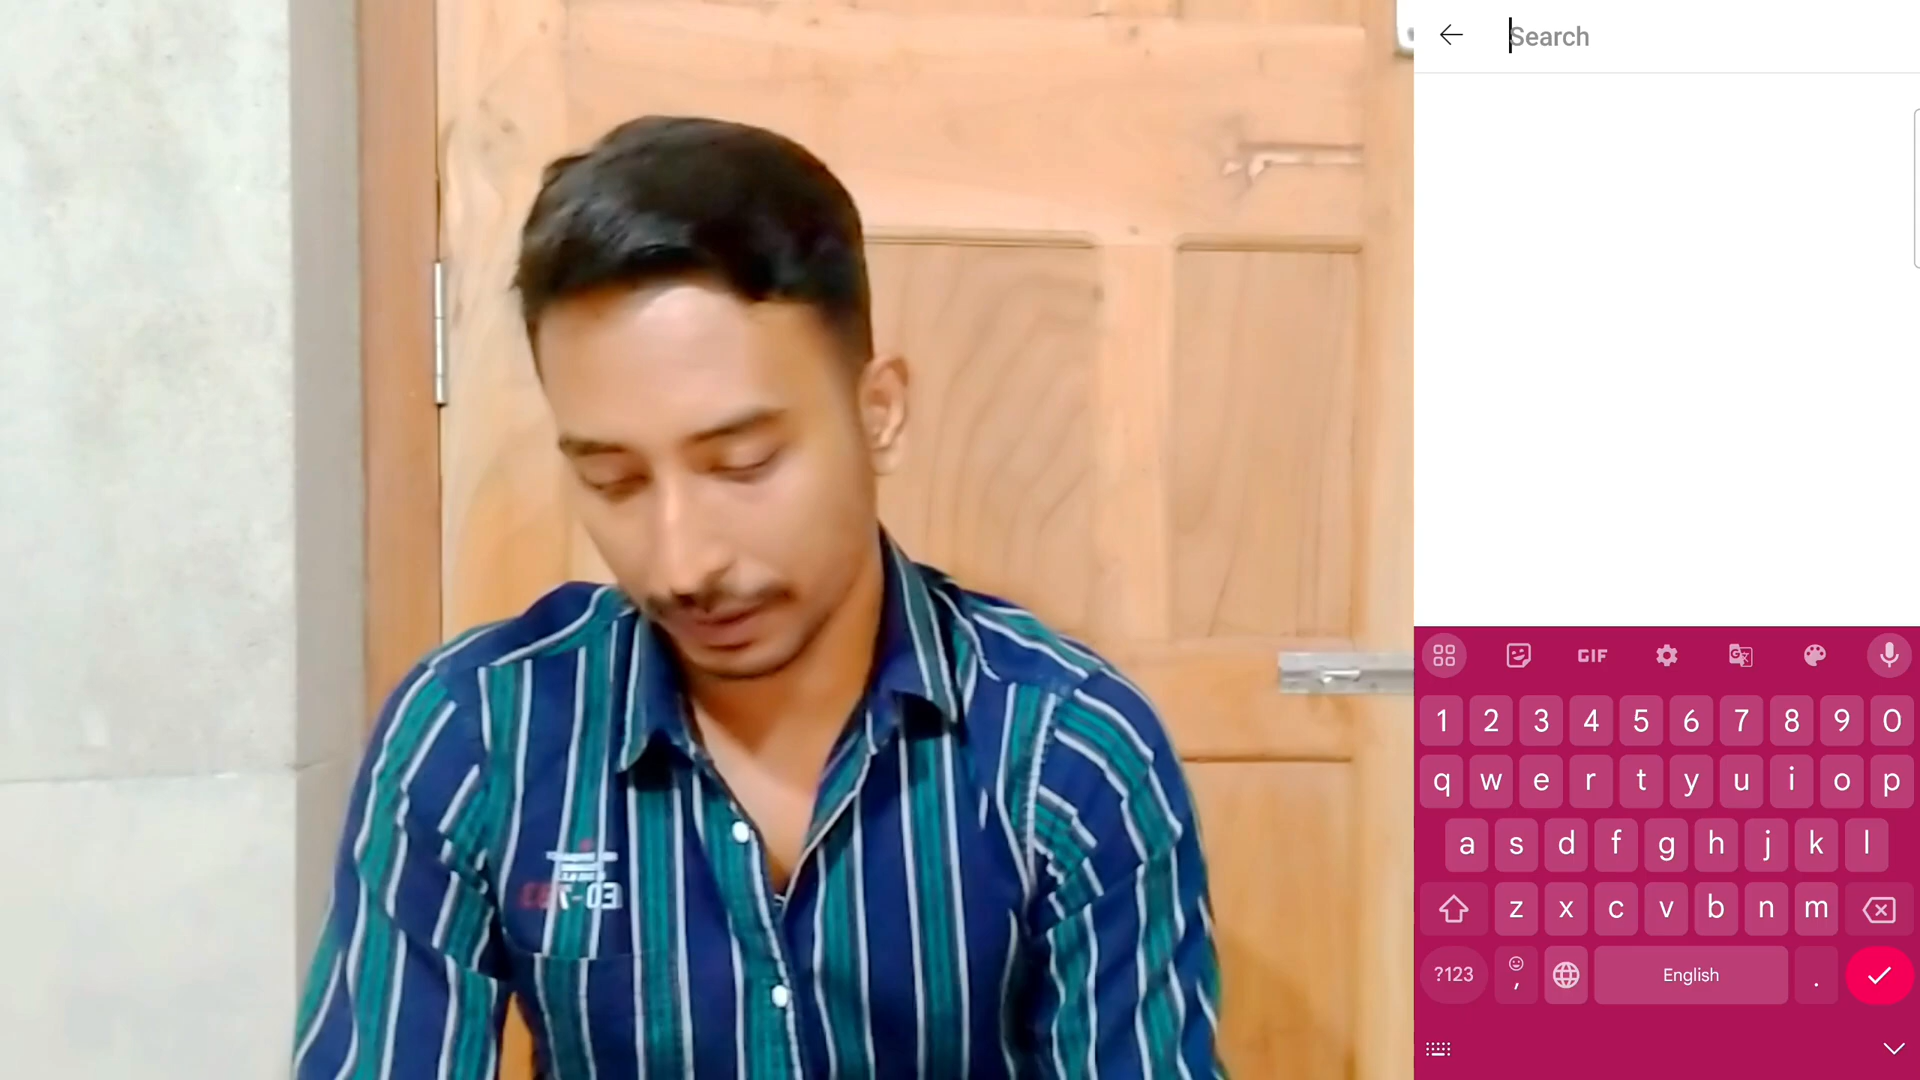 Search
GIF
1 2 3 4 5 6 7 8 9 0
q w e r t y u i o p
a s d f g h j k l
z x c v b n m
?123 , English .